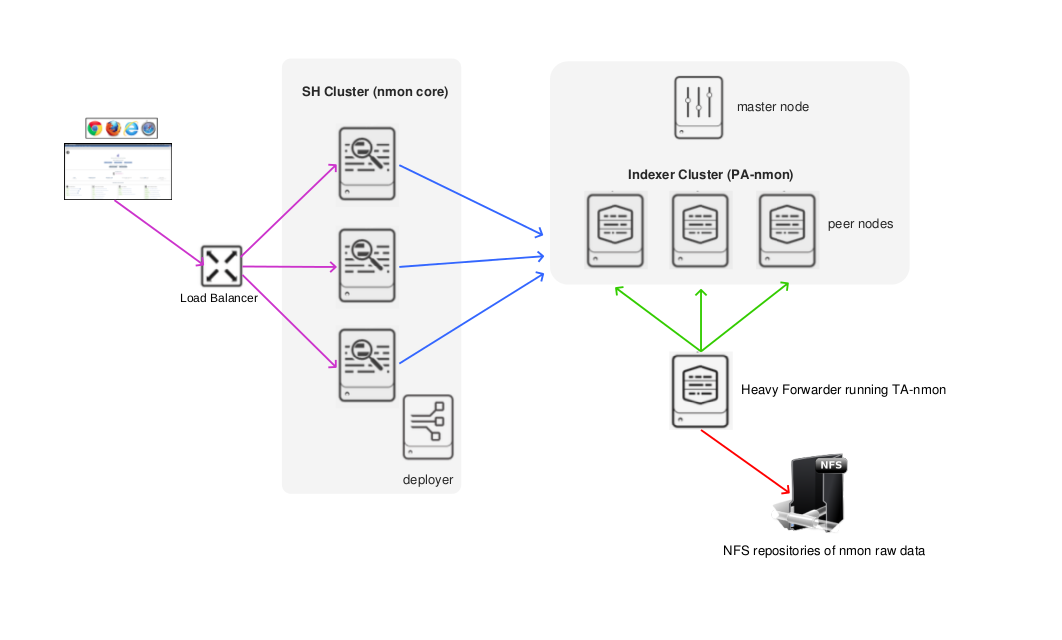 SH Cluster (nmon core)
master node
Indexer Cluster (PA-nmon)
peer nodes
Load Balancer
Heavy Forwarder running TA-nmon
NFS
deployer
NFS repositories of nmon raw data